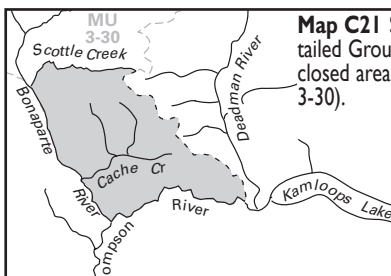 MU
3-30
Scottie Creek
Bonaparte
River
Cache Cr
ompson
River
Deadman River
Kamloops Lake
Map C21 S
tailed Grou
closed area
3-30).